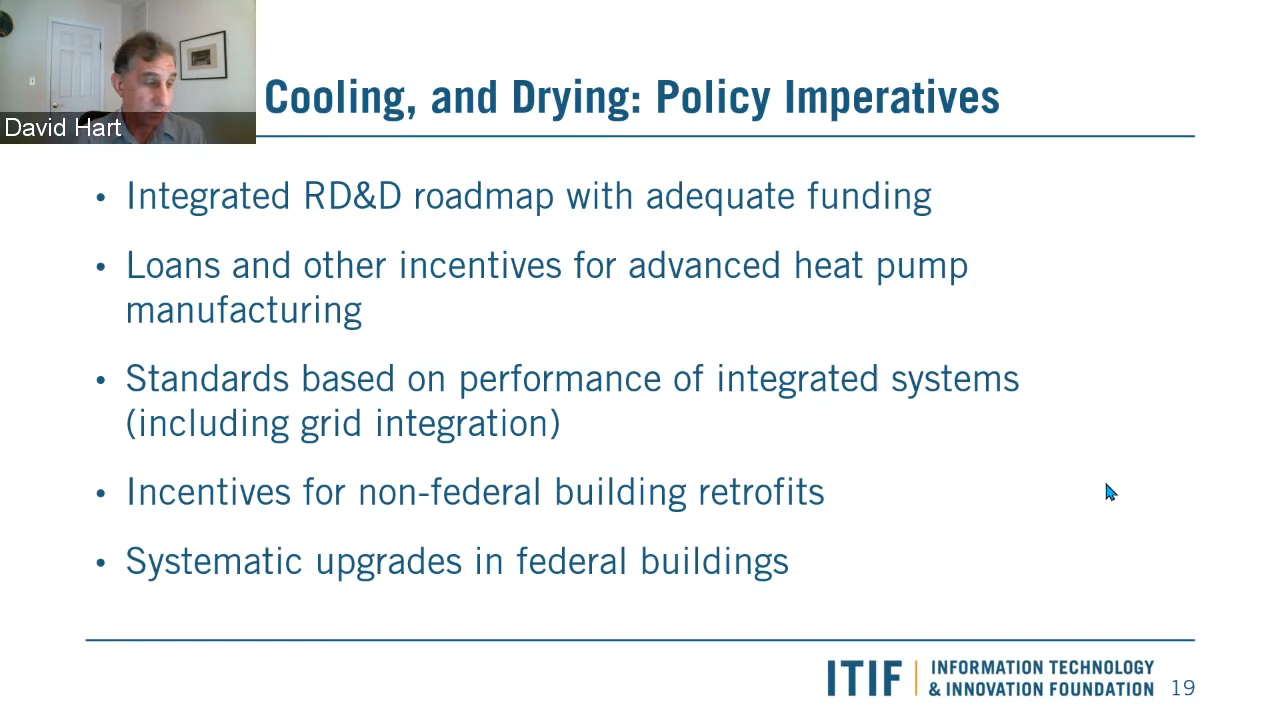 Cooling, and Drying: Policy Imperatives
David Hart
• Integrated RD&D roadmap with adequate funding
• Loans and other incentives for advanced heat pump
manufacturing
• Standards based on performance of integrated systems
(including grid integration)
• Incentives for non-federal building retrofits
• Systematic upgrades in federal buildings
ITIF | INFORMATION TECHNOLOGY
& INNOVATION FOUNDATION
19